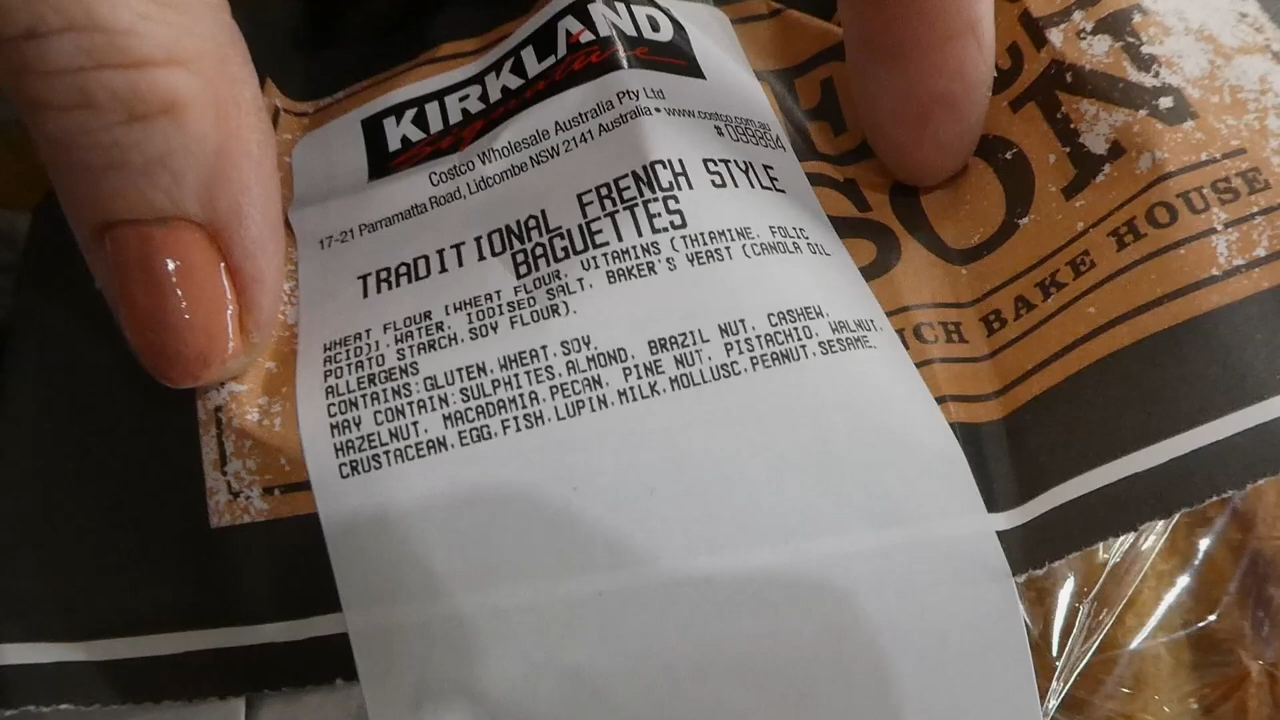 KIRKLAND
Signature
Costco Wholesale Australia Pty Ltd
17-21 Parramatta Road, Lidcombe NSW 2141 Australia • www.costco.com.au
# 099894
TRADITIONAL FRENCH STYLE
BAGUETTES
WHEAT FLOUR [WHEAT FLOUR, VITAMINS (THIAMINE, FOLIC
ACID)], WATER, IODISED SALT, BAKER'S YEAST (CANOLA OIL
POTATO STARCH,SOY FLOUR).
ALLERGENS
CONTAINS:GLUTEN,WHEAT,SOY.
MAY CONTAIN:SULPHITES,ALMOND, BRAZIL NUT, CASHEW,
HAZELNUT, MACADAMIA,PECAN, PINE NUT, PISTACHIO, WALNUT,
CRUSTACEAN,EGG,FISH,LUPIN,MILK,MOLLUSC,PEANUT,SESAME.
SON
BAKE HOUSE